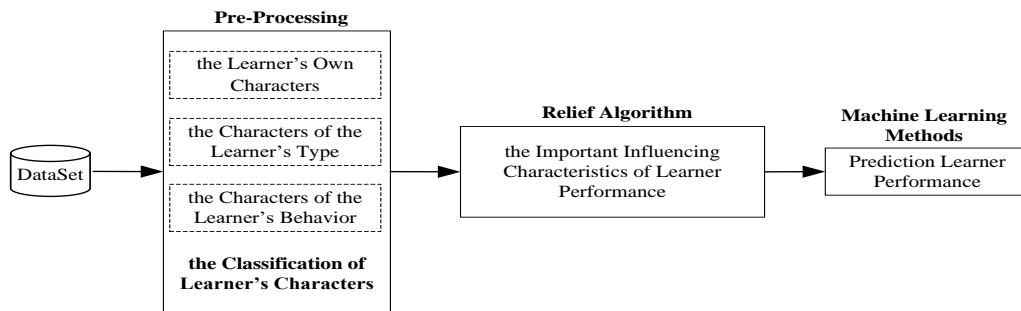 Pre-Processing
the Learner's Own
Characters
the Characters of the
Learner's Type
the Characters of the
Learner's Behavior
the Classification of
Learner's Characters
DataSet
Relief Algorithm
the Important Influencing
Characteristics of Learner
Performance
Machine Learning
Methods
Prediction Learner
Performance